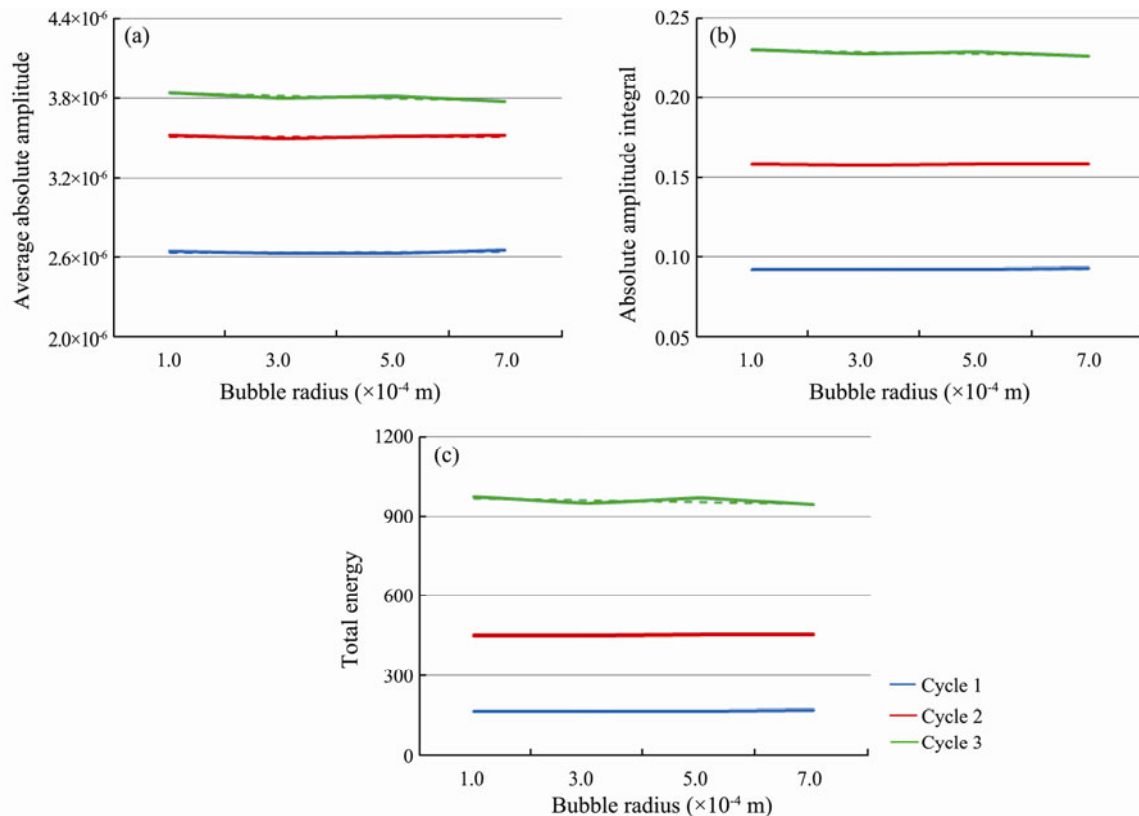 (a)
Average absolute amplitude
4.4×10⁻⁶
3.8×10⁻⁶
3.2×10⁻⁶
2.6×10⁻⁶
2.0×10⁻⁶
1.0 3.0 5.0 7.0
Bubble radius (×10⁻⁴ m)
(b)
Absolute amplitude integral
0.25
0.20
0.15
0.10
0.05
1.0 3.0 5.0 7.0
Bubble radius (×10⁻⁴ m)
(c)
Total energy
1200
900
600
300
0
1.0 3.0 5.0 7.0
Bubble radius (×10⁻⁴ m)
Cycle 1
Cycle 2
Cycle 3